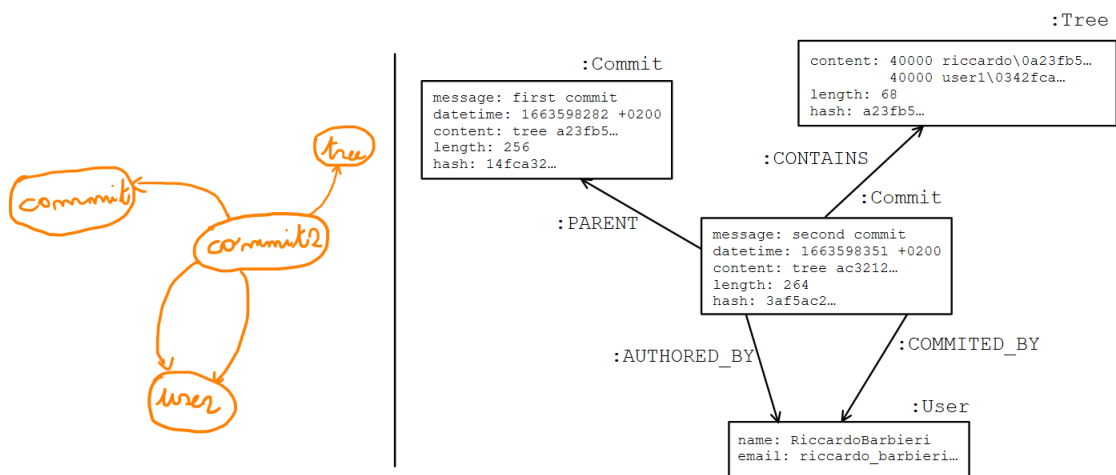 tree
commit
commit2
user
:Commit
message: first commit
datetime: 1663598282 +0200
content: tree a23fb5…
length: 256
hash: 14fca32…
:Tree
content: 40000 riccardo\0a23fb5…
40000 user1\0342fca…
length: 68
hash: a23fb5…
:CONTAINS
:PARENT
:Commit
message: second commit
datetime: 1663598351 +0200
content: tree ac3212…
length: 264
hash: 3af5ac2…
:AUTHORED_BY
:COMMITED_BY
:User
name: RiccardoBarbieri
email: riccardo_barbieri…